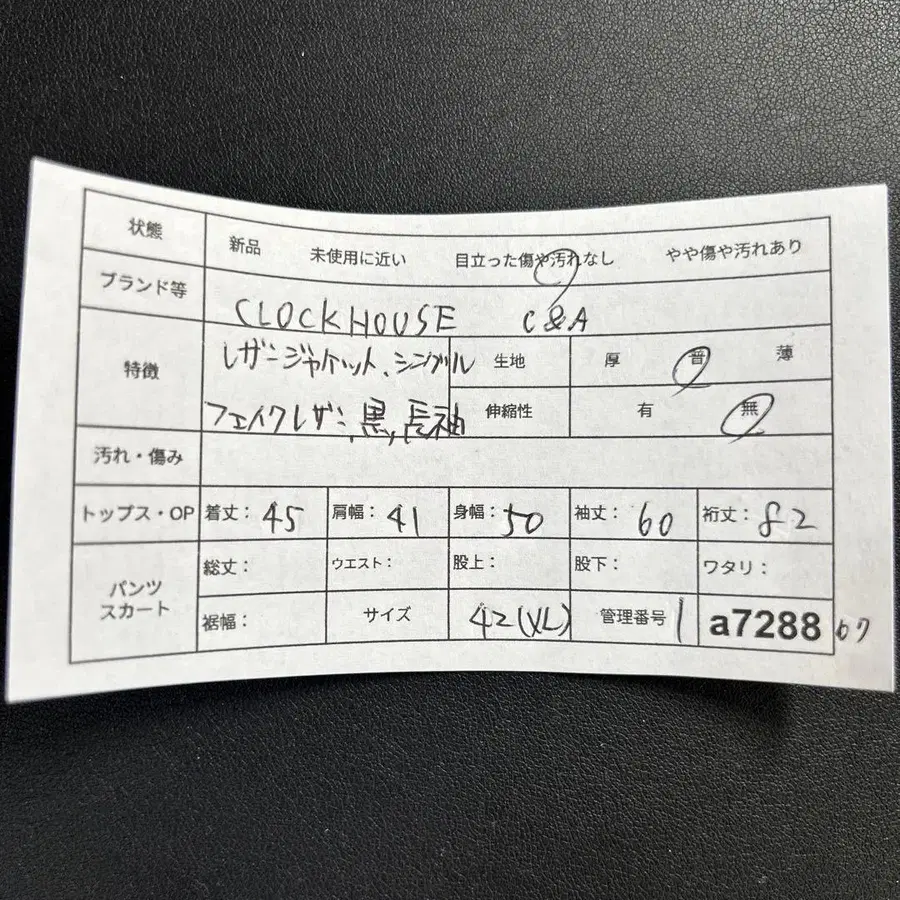 状態 新品 未使用に近い 目立った傷や汚れなし やや傷や汚れあり
ブランド等 CLOCKHOUSE C&A
特徴 レザージャケット、シングル 生地 厚 普 薄
フェイクレザー、黒、長袖 伸縮性 有 無
汚れ・傷み
トップス・OP 着丈：45 肩幅：41 身幅：50 袖丈：60 裄丈：82
パンツ スカート 総丈： ウエスト： 股上： 股下： ワタリ：
裾幅： サイズ 42(XL) 管理番号 1 a7288 67